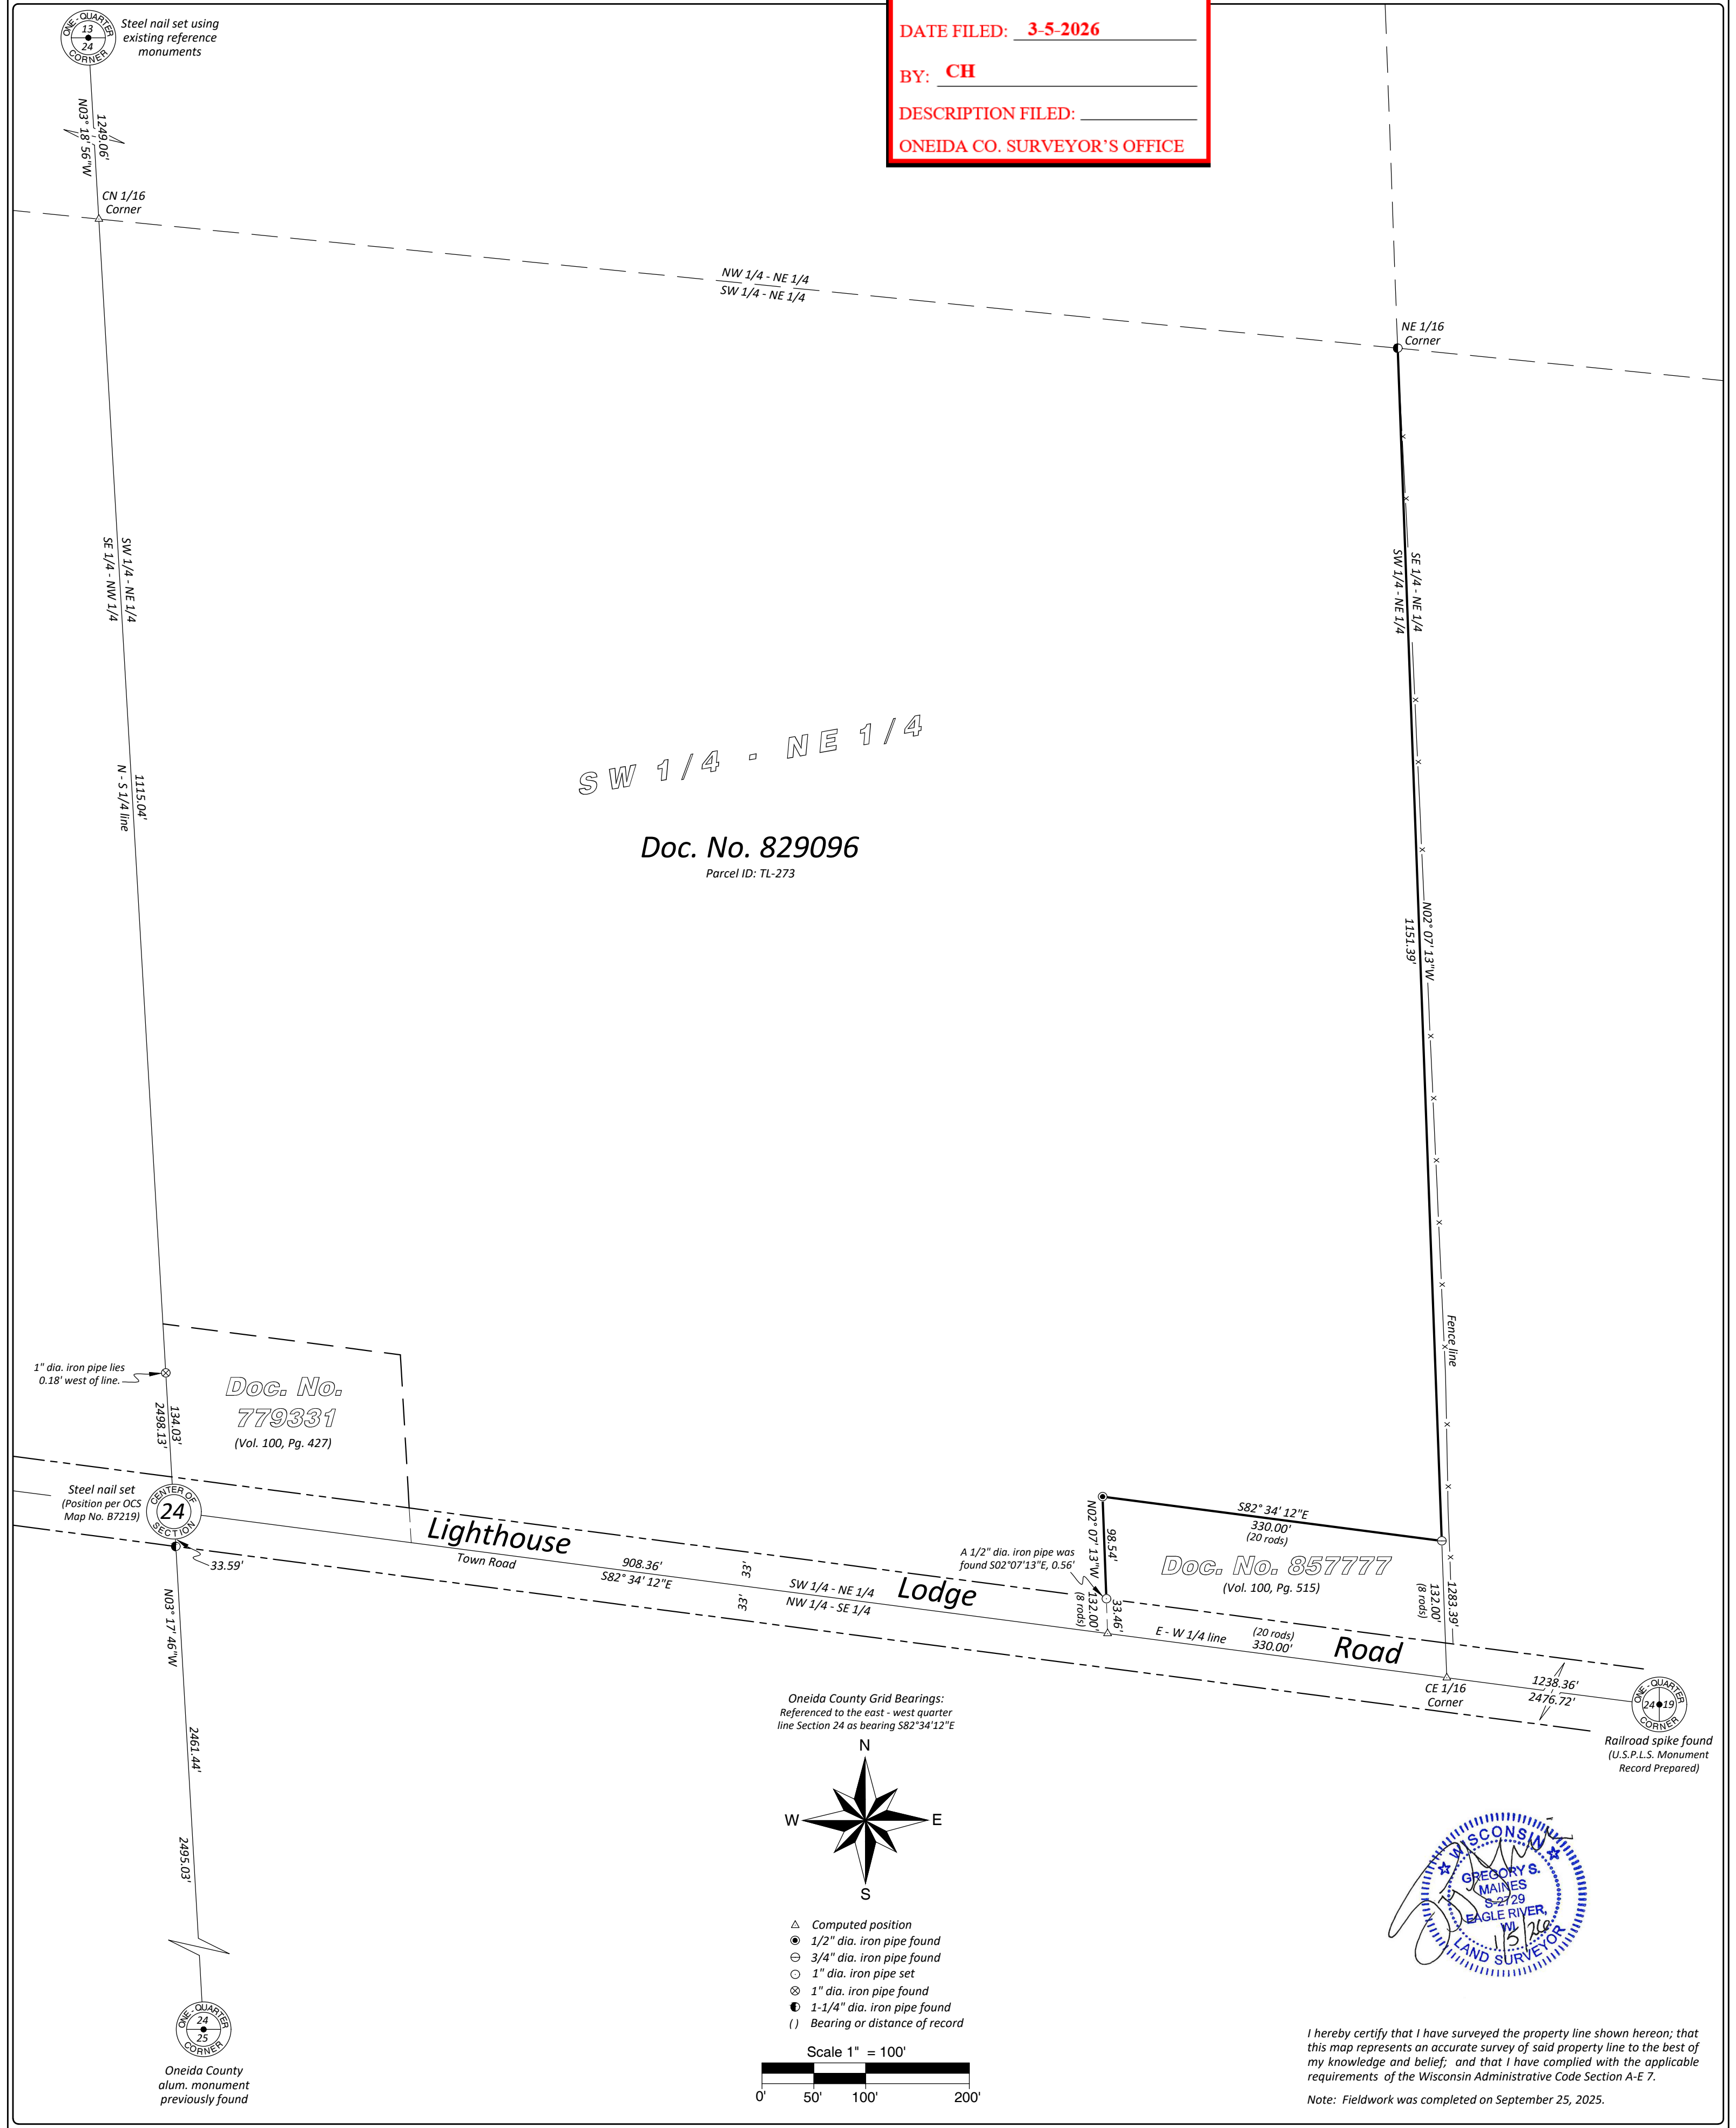 DATE FILED: 3-5-2026
BY: CH
DESCRIPTION FILED:
ONEIDA CO. SURVEYOR'S OFFICE
ONE-QUARTER
13
24
CORNER
Steel nail set using
existing reference
monuments
N03° 18' 56"W
1249.06'
CN 1/16
Corner
NW 1/4 - NE 1/4
SW 1/4 - NE 1/4
NE 1/16
Corner
SW 1/4 - NE 1/4
SE 1/4 - NW 1/4
SE 1/4 - NE 1/4
SW 1/4 - NE 1/4
1115.04'
N - S 1/4 line
SW 1/4 - NE 1/4
Doc. No. 829096
Parcel ID: TL-273
N02° 07' 13"W
1151.39'
Fence line
1" dia. iron pipe lies
0.18' west of line.
134.03'
2498.13'
Doc. No.
779331
(Vol. 100, Pg. 427)
Steel nail set
(Position per OCS
Map No. B7219)
CENTER OF
24
SECTION
33.59'
Lighthouse Lodge Road
Town Road
908.36'
S82° 34' 12"E
33'
33'
SW 1/4 - NE 1/4
NW 1/4 - SE 1/4
A 1/2" dia. iron pipe was
found S02°07'13"E, 0.56'
N02° 07' 13"W
98.54'
132.00'
(8 rods)
33.46'
S82° 34' 12"E
330.00'
(20 rods)
Doc. No. 857777
(Vol. 100, Pg. 515)
1283.39'
132.00'
(8 rods)
E - W 1/4 line
(20 rods)
330.00'
CE 1/16
Corner
1238.36'
2476.72'
ONE-QUARTER
24 19
CORNER
Railroad spike found
(U.S.P.L.S. Monument
Record Prepared)
N03° 17' 46"W
2461.44'
2495.03'
ONE-QUARTER
24
25
CORNER
Oneida County
alum. monument
previously found
Oneida County Grid Bearings:
Referenced to the east - west quarter
line Section 24 as bearing S82°34'12"E
N
W
E
S
Computed position
1/2" dia. iron pipe found
3/4" dia. iron pipe found
1" dia. iron pipe set
1" dia. iron pipe found
1-1/4" dia. iron pipe found
( ) Bearing or distance of record
Scale 1" = 100'
0' 50' 100' 200'
WISCONSIN
GREGORY S.
MAINES
S-2729
EAGLE RIVER,
WI
1/5/26
LAND SURVEYOR
I hereby certify that I have surveyed the property line shown hereon; that
this map represents an accurate survey of said property line to the best of
my knowledge and belief; and that I have complied with the applicable
requirements of the Wisconsin Administrative Code Section A-E 7.
Note: Fieldwork was completed on September 25, 2025.